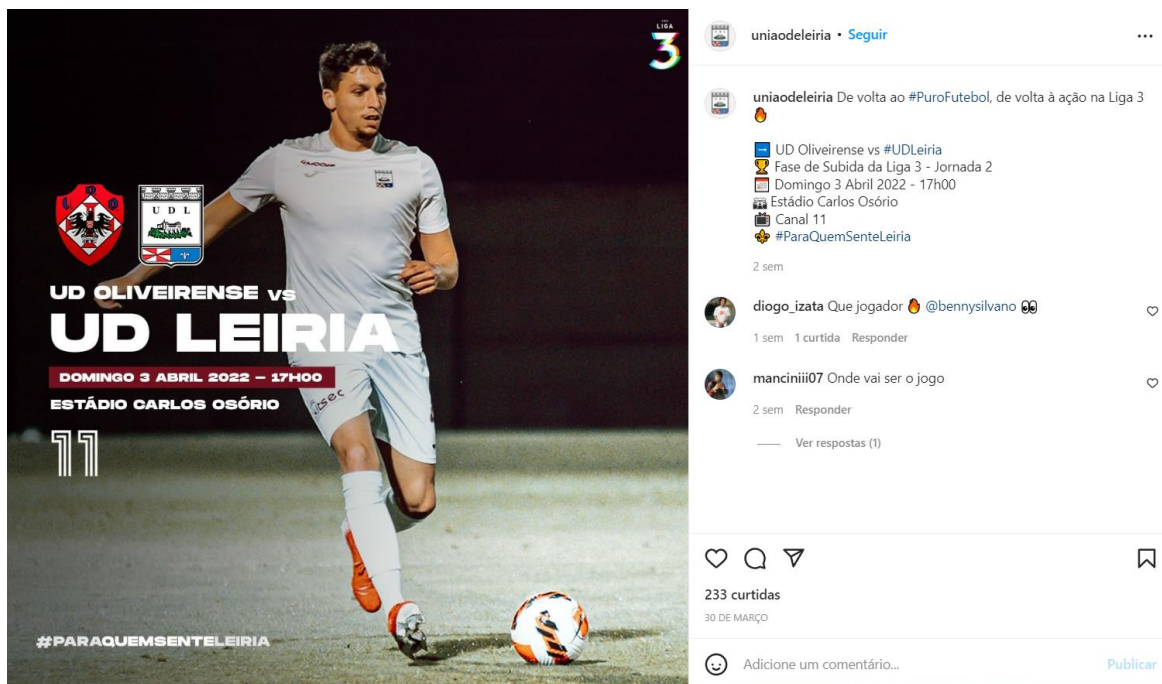 LIGA
3
U D O
U D L
UD OLIVEIRENSE vs
UD LEIRIA
DOMINGO 3 ABRIL 2022 – 17H00
ESTÁDIO CARLOS OSÓRIO
11
#PARAQUEMSENTELEIRIA
uniaodeleiria • Seguir
uniaodeleiria De volta ao #PuroFutebol, de volta à ação na Liga 3
🔥
➡️ UD Oliveirense vs #UDLeiria
🏆 Fase de Subida da Liga 3 - Jornada 2
📅 Domingo 3 Abril 2022 - 17h00
🏟 Estádio Carlos Osório
📺 Canal 11
⚜️ #ParaQuemSenteLeiria
2 sem
diogo_izata Que jogador 🔥 @bennysilvano 👀
1 sem 1 curtida Responder
manciniii07 Onde vai ser o jogo
2 sem Responder
Ver respostas (1)
233 curtidas
30 DE MARÇO
Adicione um comentário...
Publicar